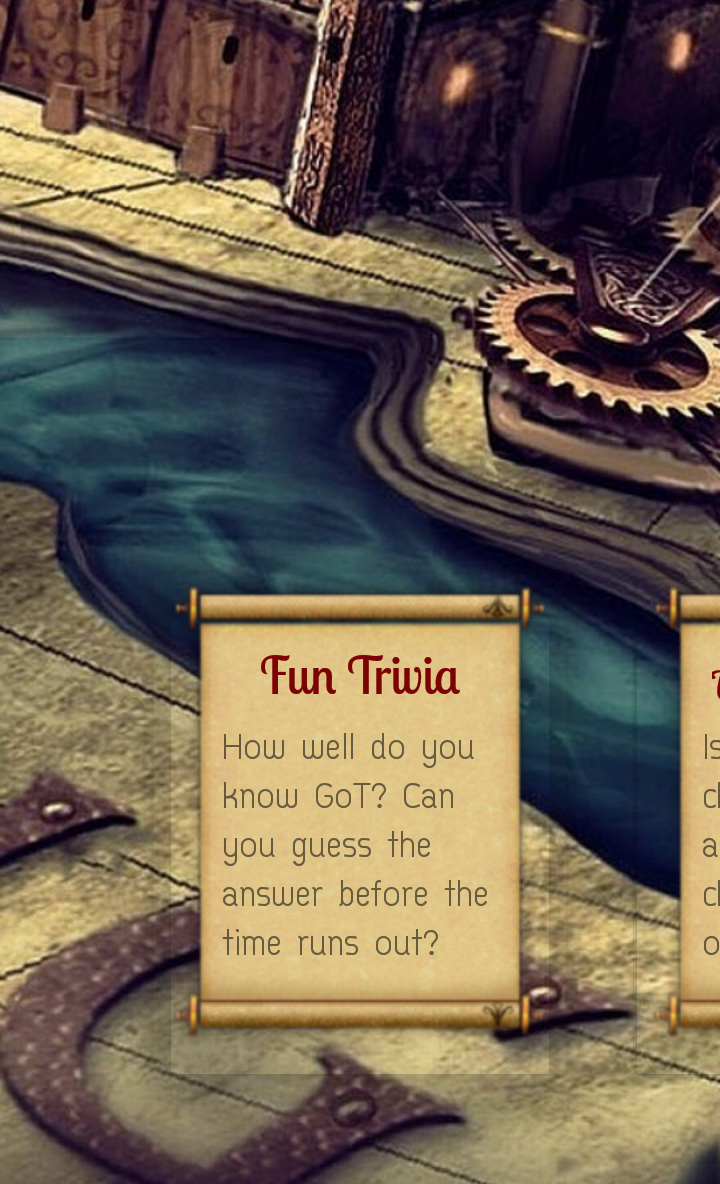 Fun Trivia
How well do you
know GoT? Can
you guess the
answer before the
time runs out?